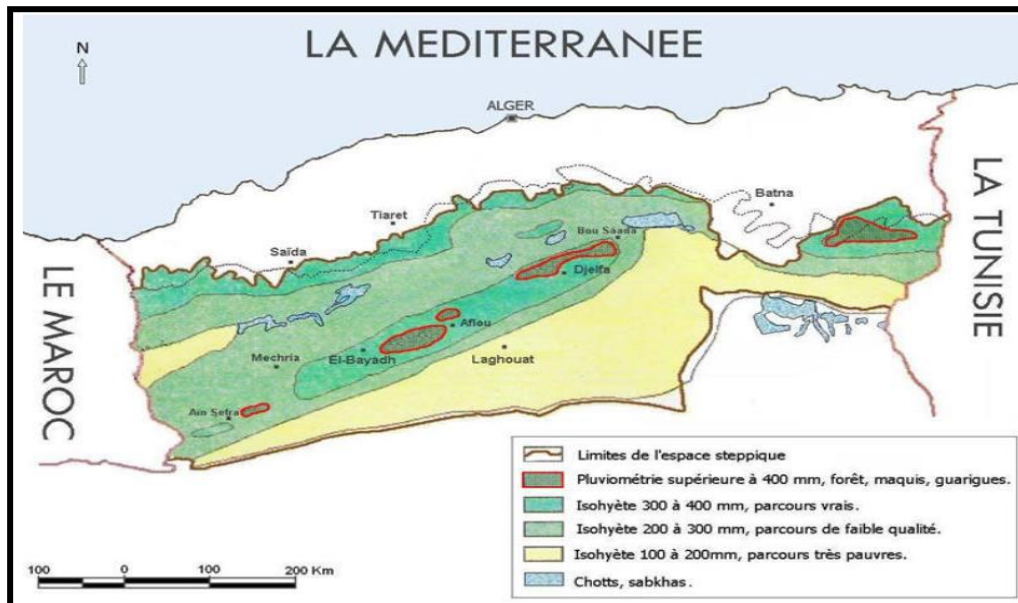 LA MEDITERRANEE
N
ALGER
Batna
Tiaret
Bou Saada
Saïda
Djelfa
Aflou
Mechria
El-Bayadh
Laghouat
Ain Sefra
LE MAROC
LA TUNISIE
Limites de l'espace steppique
Pluviométrie supérieure à 400 mm, forêt, maquis, guarigues.
Isohyète 300 à 400 mm, parcours vrais.
Isohyète 200 à 300 mm, parcours de faible qualité.
Isohyète 100 à 200mm, parcours très pauvres.
Chotts, sabkhas.
100 0 100 200 Km